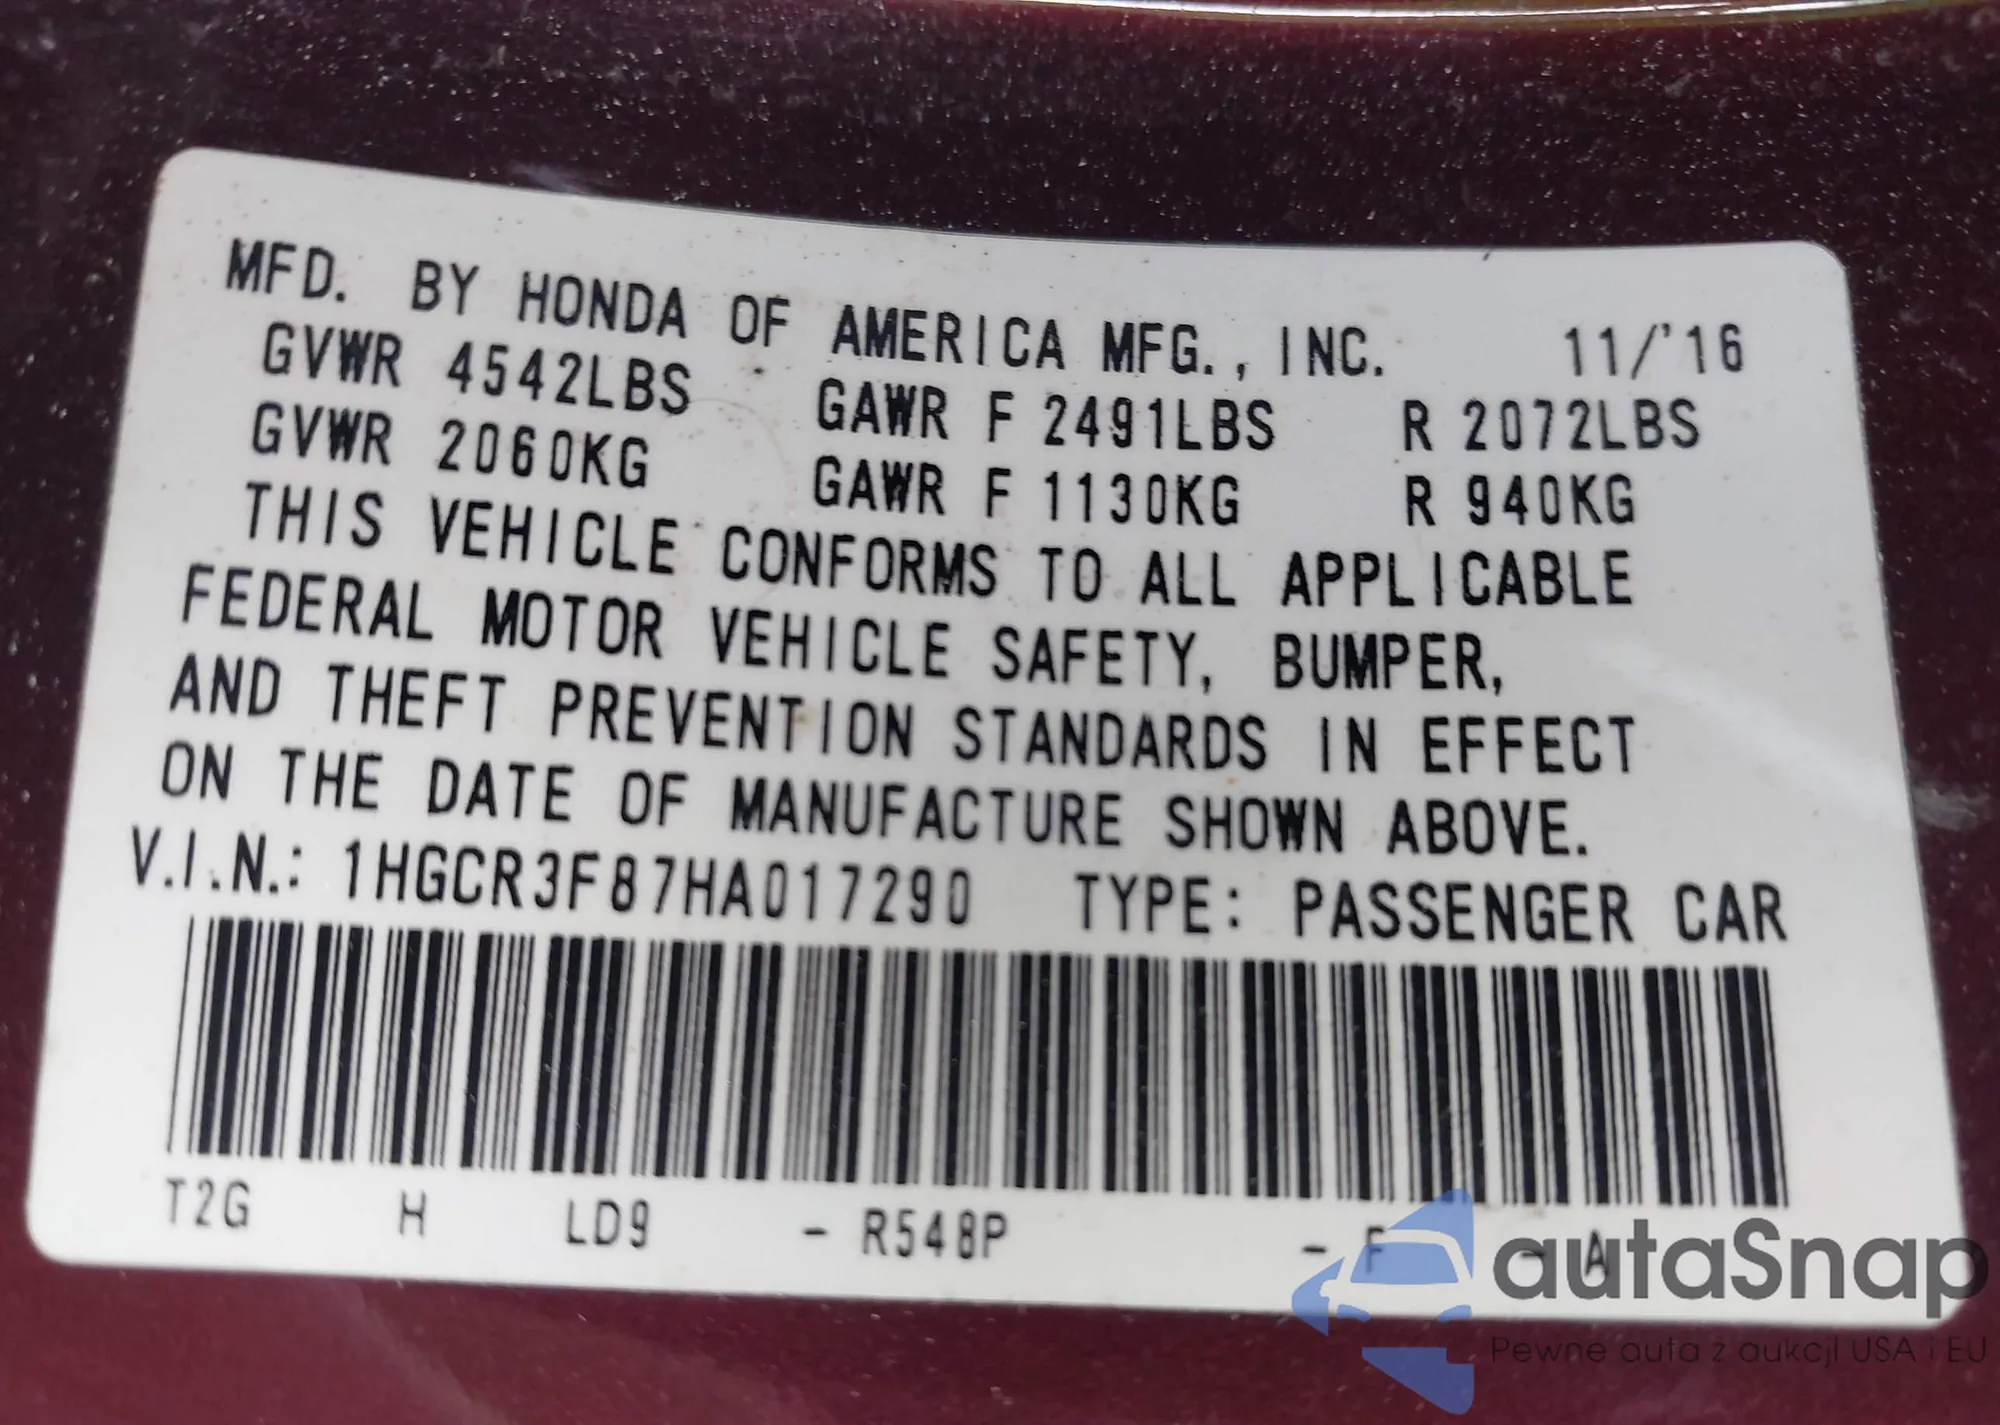 MFD. BY HONDA OF AMERICA MFG., INC. 11/'16
GVWR 4542LBS GAWR F 2491LBS R 2072LBS
GVWR 2060KG GAWR F 1130KG R 940KG
THIS VEHICLE CONFORMS TO ALL APPLICABLE
FEDERAL MOTOR VEHICLE SAFETY, BUMPER,
AND THEFT PREVENTION STANDARDS IN EFFECT
ON THE DATE OF MANUFACTURE SHOWN ABOVE.
V.I.N.: 1HGCR3F87HA017290 TYPE: PASSENGER CAR
T2G H LD9 - R548P - F - A
autaSnap
Pewne auta z aukcji USA i EU